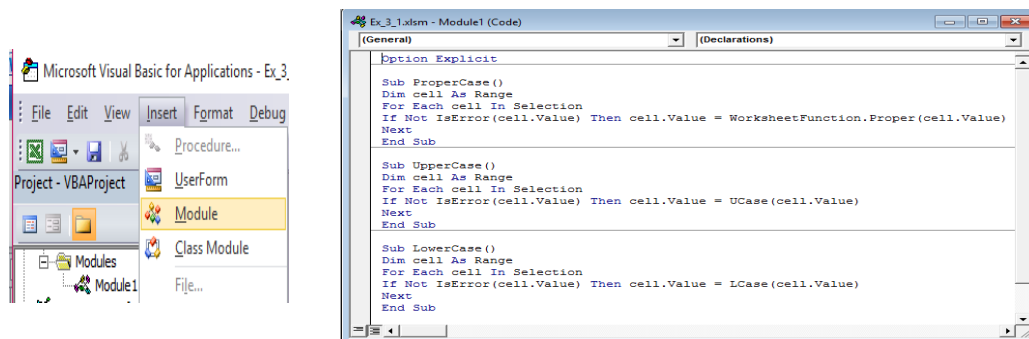 Microsoft Visual Basic for Applications - Ex_3_
File Edit View Insert Format Debug
Procedure...
Project - VBAProject
UserForm
Module
Class Module
Modules
Module1
File...
Ex_3_1.xlsm - Module1 (Code)
(General) (Declarations)
Option Explicit
Sub ProperCase()
Dim cell As Range
For Each cell In Selection
If Not IsError(cell.Value) Then cell.Value = WorksheetFunction.Proper(cell.Value)
Next
End Sub
Sub UpperCase()
Dim cell As Range
For Each cell In Selection
If Not IsError(cell.Value) Then cell.Value = UCase(cell.Value)
Next
End Sub
Sub LowerCase()
Dim cell As Range
For Each cell In Selection
If Not IsError(cell.Value) Then cell.Value = LCase(cell.Value)
Next
End Sub